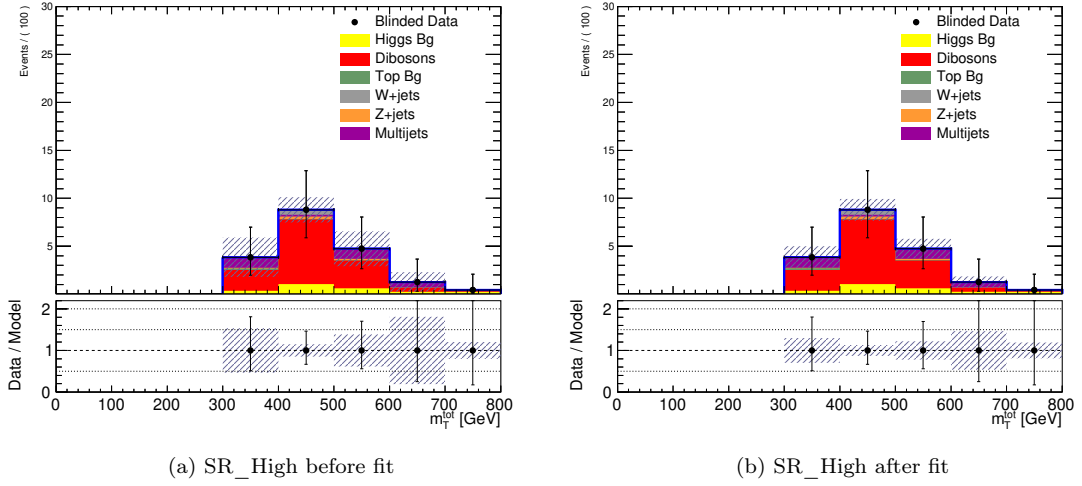 Events / ( 100 )
30
25
20
15
10
5
Blinded Data
Higgs Bg
Dibosons
Top Bg
W+jets
Z+jets
Multijets
Data / Model
2
1
0
0 100 200 300 400 500 600 700 800
m_T^tot [GeV]
(a) SR_High before fit
Events / ( 100 )
30
25
20
15
10
5
Blinded Data
Higgs Bg
Dibosons
Top Bg
W+jets
Z+jets
Multijets
Data / Model
2
1
0
0 100 200 300 400 500 600 700 800
m_T^tot [GeV]
(b) SR_High after fit